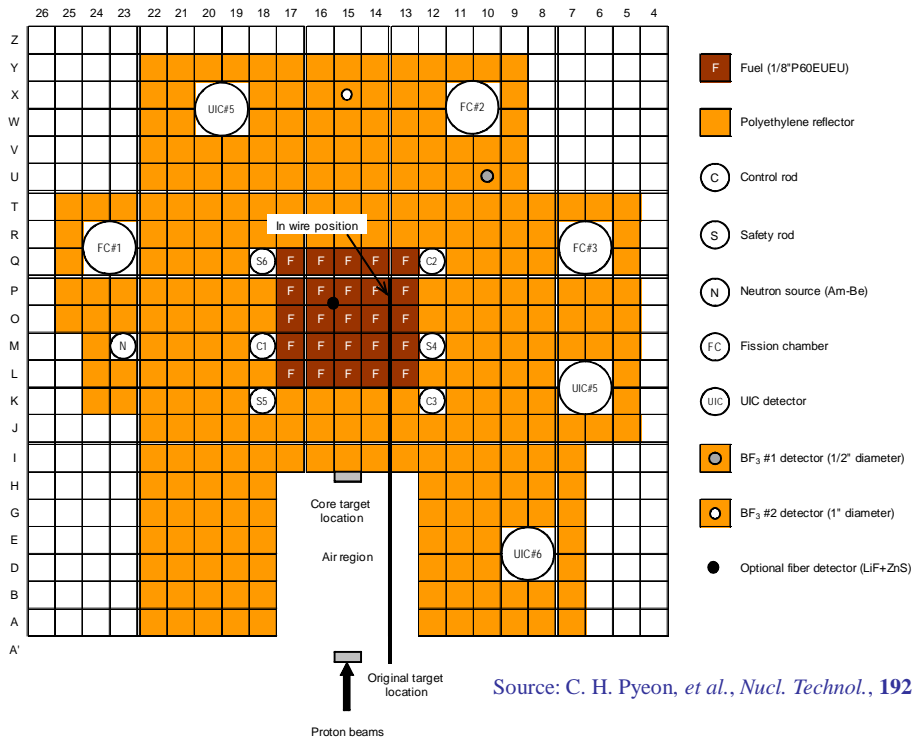 26 25 24 23 22 21 20 19 18 17 16 15 14 13 12 11 10 9 8 7 6 5 4
Z
Y
X
UIC#5
FC#2
W
V
U
T
In wire position
R
FC#1
FC#3
Q
S6 F F F F F C2
P
F F F F F
O
F F F F F
M
N C1 F F F F F S4
L
F F F F F
UIC#5
K
S5 C3
J
I
H
Core target
location
G
E
Air region
UIC#6
D
B
A
A'
Original target
location
Proton beams
F Fuel (1/8"P60EUEU)
Polyethylene reflector
C Control rod
S Safety rod
N Neutron source (Am-Be)
FC Fission chamber
UIC UIC detector
BF3 #1 detector (1/2" diameter)
BF3 #2 detector (1" diameter)
Optional fiber detector (LiF+ZnS)
Source: C. H. Pyeon, et al., Nucl. Technol., 192